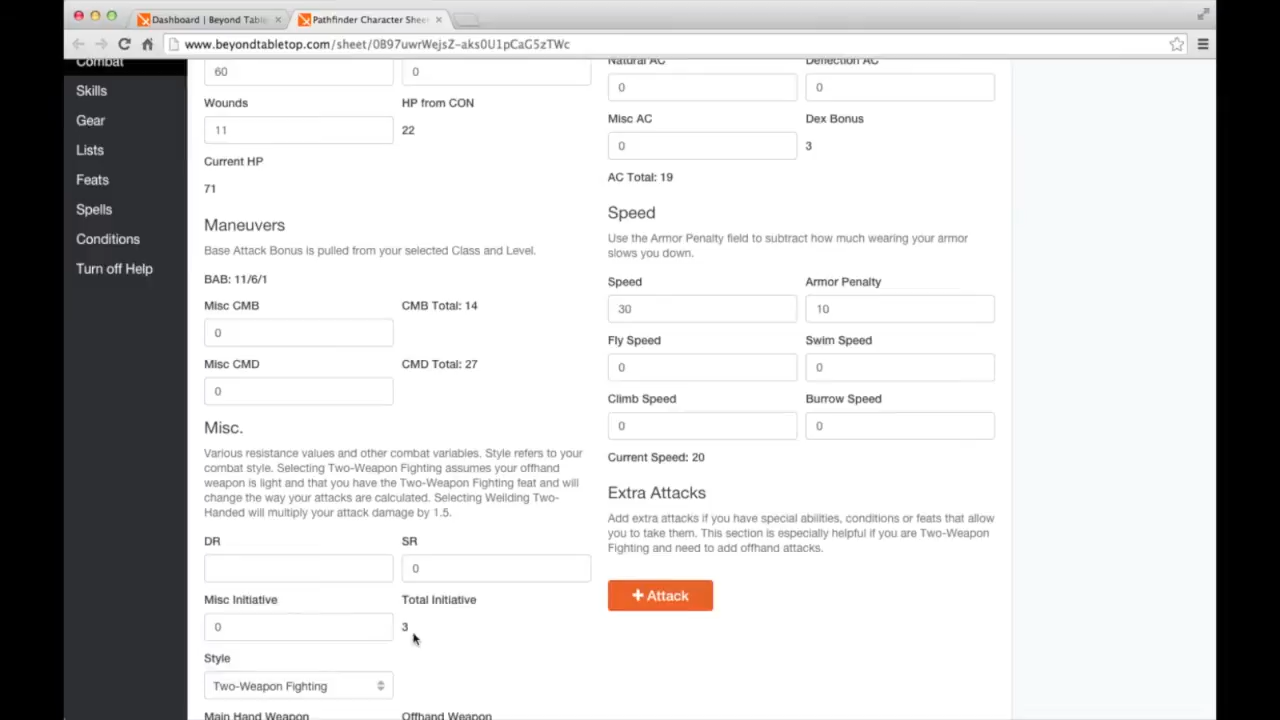 Dashboard | Beyond Table
Pathfinder Character Shee
www.beyondtabletop.com/sheet/0B97uwrWejsZ-aks0U1pCaG5zTWc
Combat
Skills
Gear
Lists
Feats
Spells
Conditions
Turn off Help
60
0
Wounds
HP from CON
11
22
Current HP
71
Maneuvers
Base Attack Bonus is pulled from your selected Class and Level.
BAB: 11/6/1
Misc CMB
CMB Total: 14
0
Misc CMD
CMD Total: 27
0
Misc.
Various resistance values and other combat variables. Style refers to your
combat style. Selecting Two-Weapon Fighting assumes your offhand
weapon is light and that you have the Two-Weapon Fighting feat and will
change the way your attacks are calculated. Selecting Weilding Two-
Handed will multiply your attack damage by 1.5.
DR
SR
0
Misc Initiative
Total Initiative
0
3
Style
Two-Weapon Fighting
Main Hand Weapon
Offhand Weapon
Natural AC
Deflection AC
0
0
Misc AC
Dex Bonus
0
3
AC Total: 19
Speed
Use the Armor Penalty field to subtract how much wearing your armor
slows you down.
Speed
Armor Penalty
30
10
Fly Speed
Swim Speed
0
0
Climb Speed
Burrow Speed
0
0
Current Speed: 20
Extra Attacks
Add extra attacks if you have special abilities, conditions or feats that allow
you to take them. This section is especially helpful if you are Two-Weapon
Fighting and need to add offhand attacks.
+ Attack